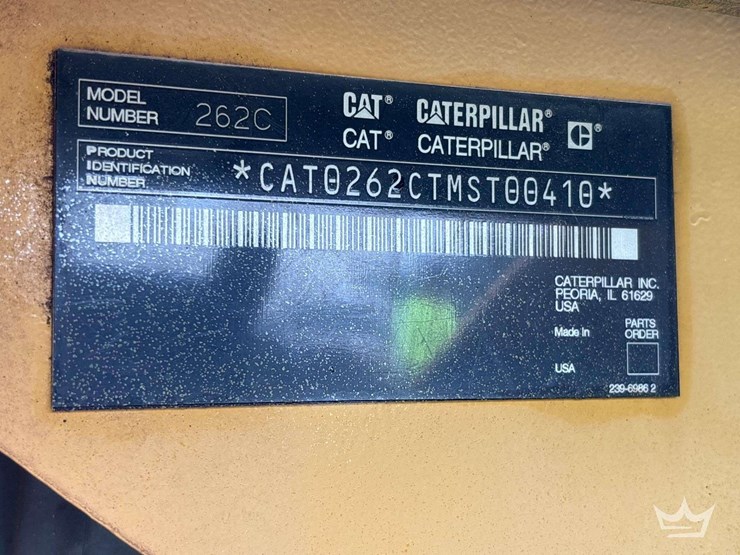 MODEL
NUMBER 262C
CAT® CATERPILLAR®
CAT® CATERPILLAR® C®
PRODUCT
IDENTIFICATION
NUMBER
*CAT0262CTMST00410*
CATERPILLAR INC.
PEORIA, IL 61629
USA
Made in
USA
PARTS
ORDER
239-6986 2